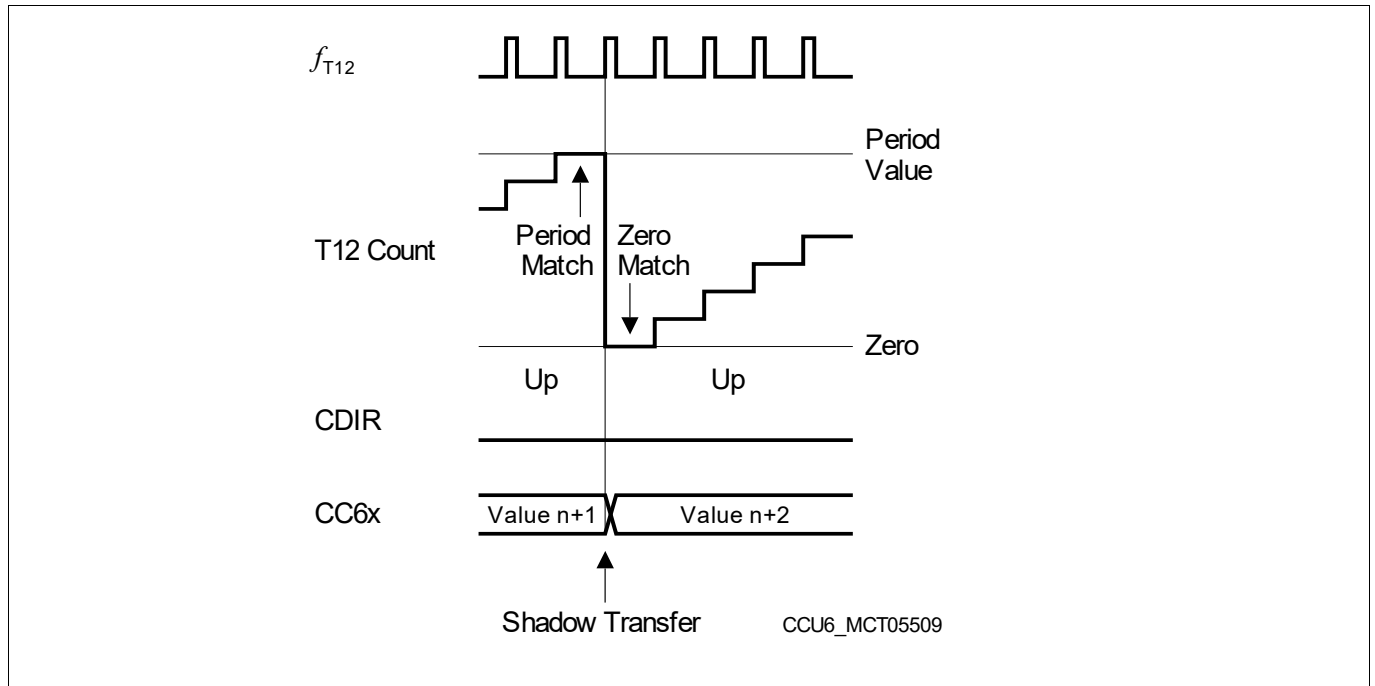 fT12
Period
Value
T12 Count
Period
Match
Zero
Match
Zero
Up
Up
CDIR
CC6x
Value n+1
Value n+2
Shadow Transfer
CCU6_MCT05509